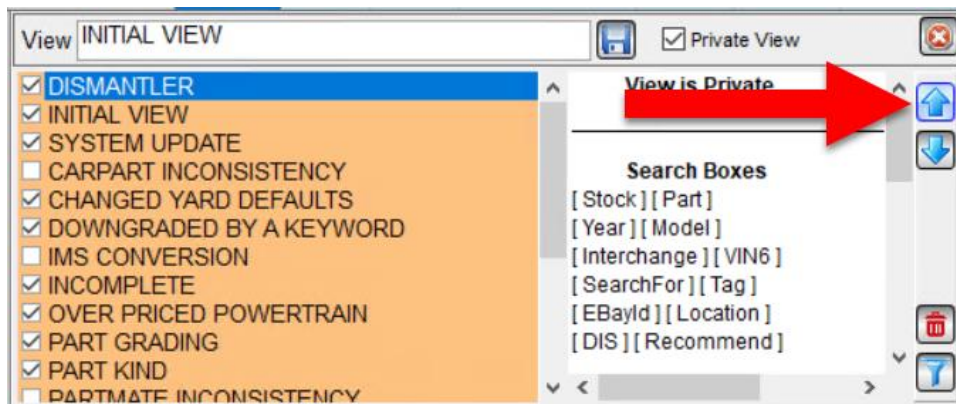 View INITIAL VIEW Private View
DISMANTLER
INITIAL VIEW
SYSTEM UPDATE
CARPART INCONSISTENCY
CHANGED YARD DEFAULTS
DOWNGRADED BY A KEYWORD
IMS CONVERSION
INCOMPLETE
OVER PRICED POWERTRAIN
PART GRADING
PART KIND
PARTMATE INCONSISTENCY
View is Private
Search Boxes
[ Stock ] [ Part ]
[ Year ] [ Model ]
[ Interchange ] [ VIN6 ]
[ SearchFor ] [ Tag ]
[ EBayId ] [ Location ]
[ DIS ] [ Recommend ]